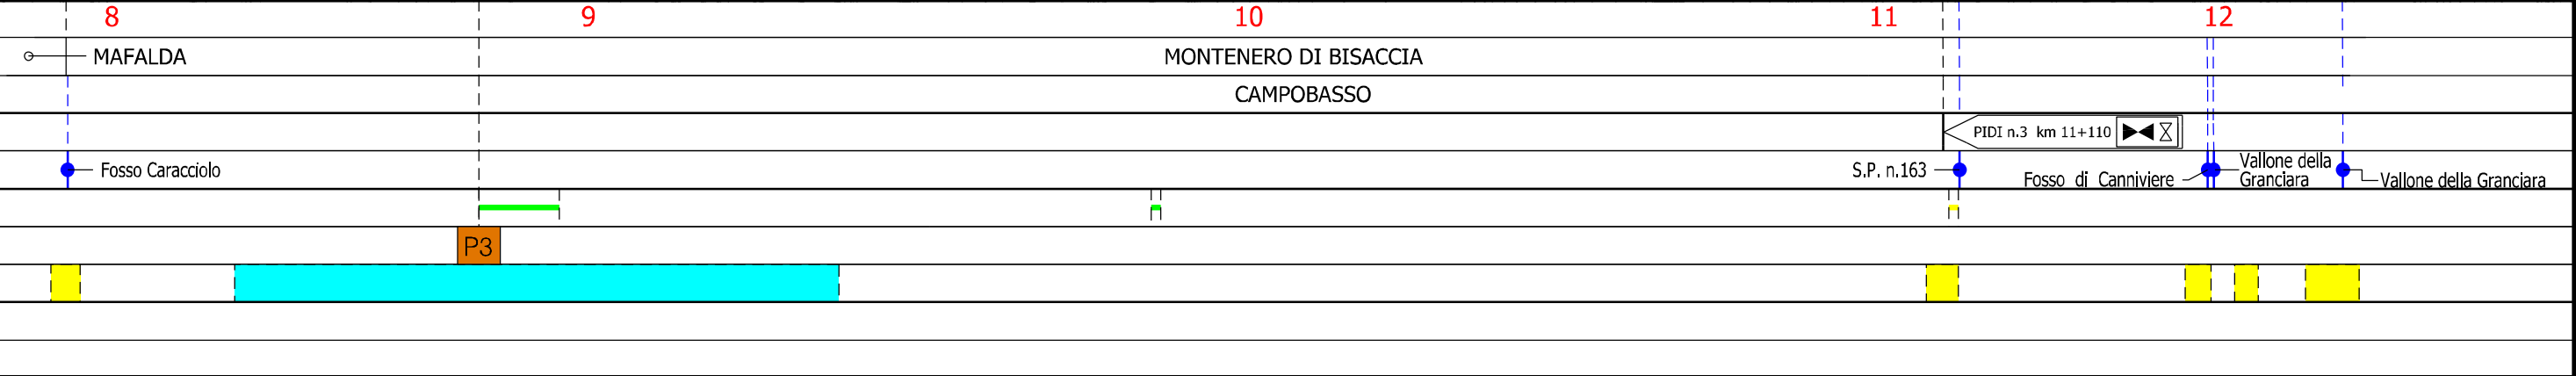 8 9 10 11 12
MAFALDA MONTENERO DI BISACCIA
CAMPOBASSO
PIDI n.3 km 11+110
Fosso Caracciolo S.P. n.163 Fosso di Canniviere Vallone della
Granciara Vallone della Granciara
P3